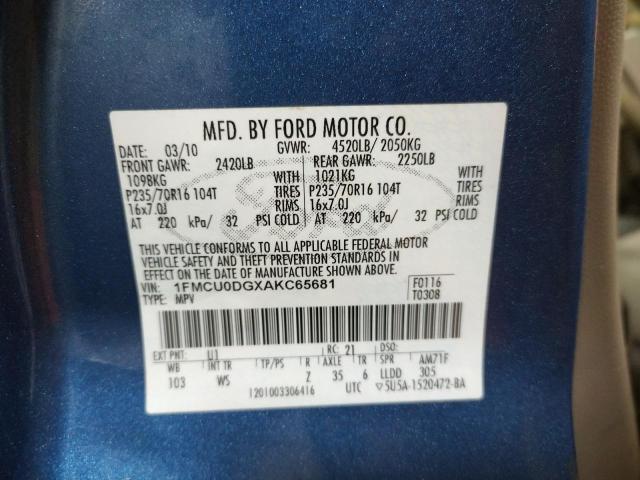 MFD. BY FORD MOTOR CO.
DATE: 03/10 GVWR: 4520LB/ 2050KG
FRONT GAWR: 2420LB REAR GAWR: 2250LB
1098KG WITH 1021KG WITH
P235/70R16 104T TIRES P235/70R16 104T TIRES
16x7.0J RIMS 16x7.0J RIMS
AT 220 kPa/ 32 PSI COLD AT 220 kPa/ 32 PSI COLD
Ford
THIS VEHICLE CONFORMS TO ALL APPLICABLE FEDERAL MOTOR
VEHICLE SAFETY AND THEFT PREVENTION STANDARDS IN
EFFECT ON THE DATE OF MANUFACTURE SHOWN ABOVE.
VIN: 1FMCU0DGXAKC65681 F0116
TYPE: MPV T0308
EXT PNT: U1 RC: 21 DSO:
WB INT TR TP/PS R AXLE TR SPR AM71F
103 WS Z 35 6 LLDD 305
1201003306416 UTC 5U5A-1520472-BA